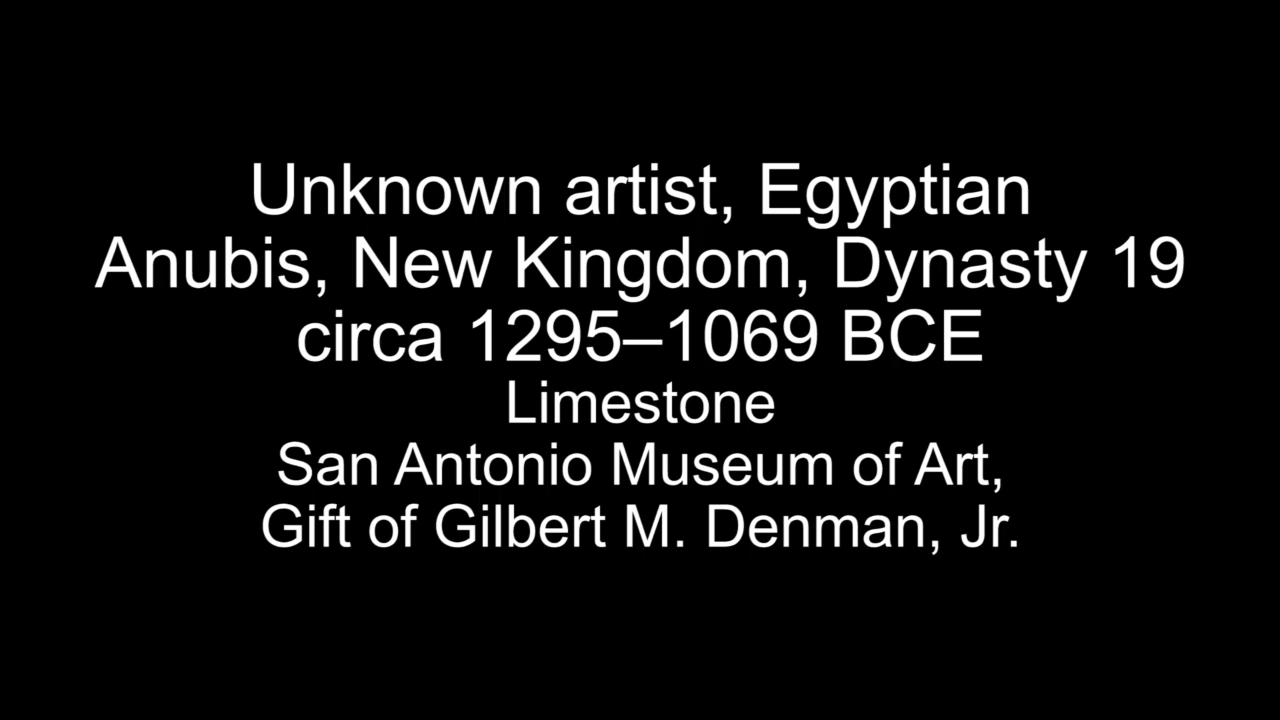 Unknown artist, Egyptian
Anubis, New Kingdom, Dynasty 19
circa 1295–1069 BCE
Limestone
San Antonio Museum of Art,
Gift of Gilbert M. Denman, Jr.